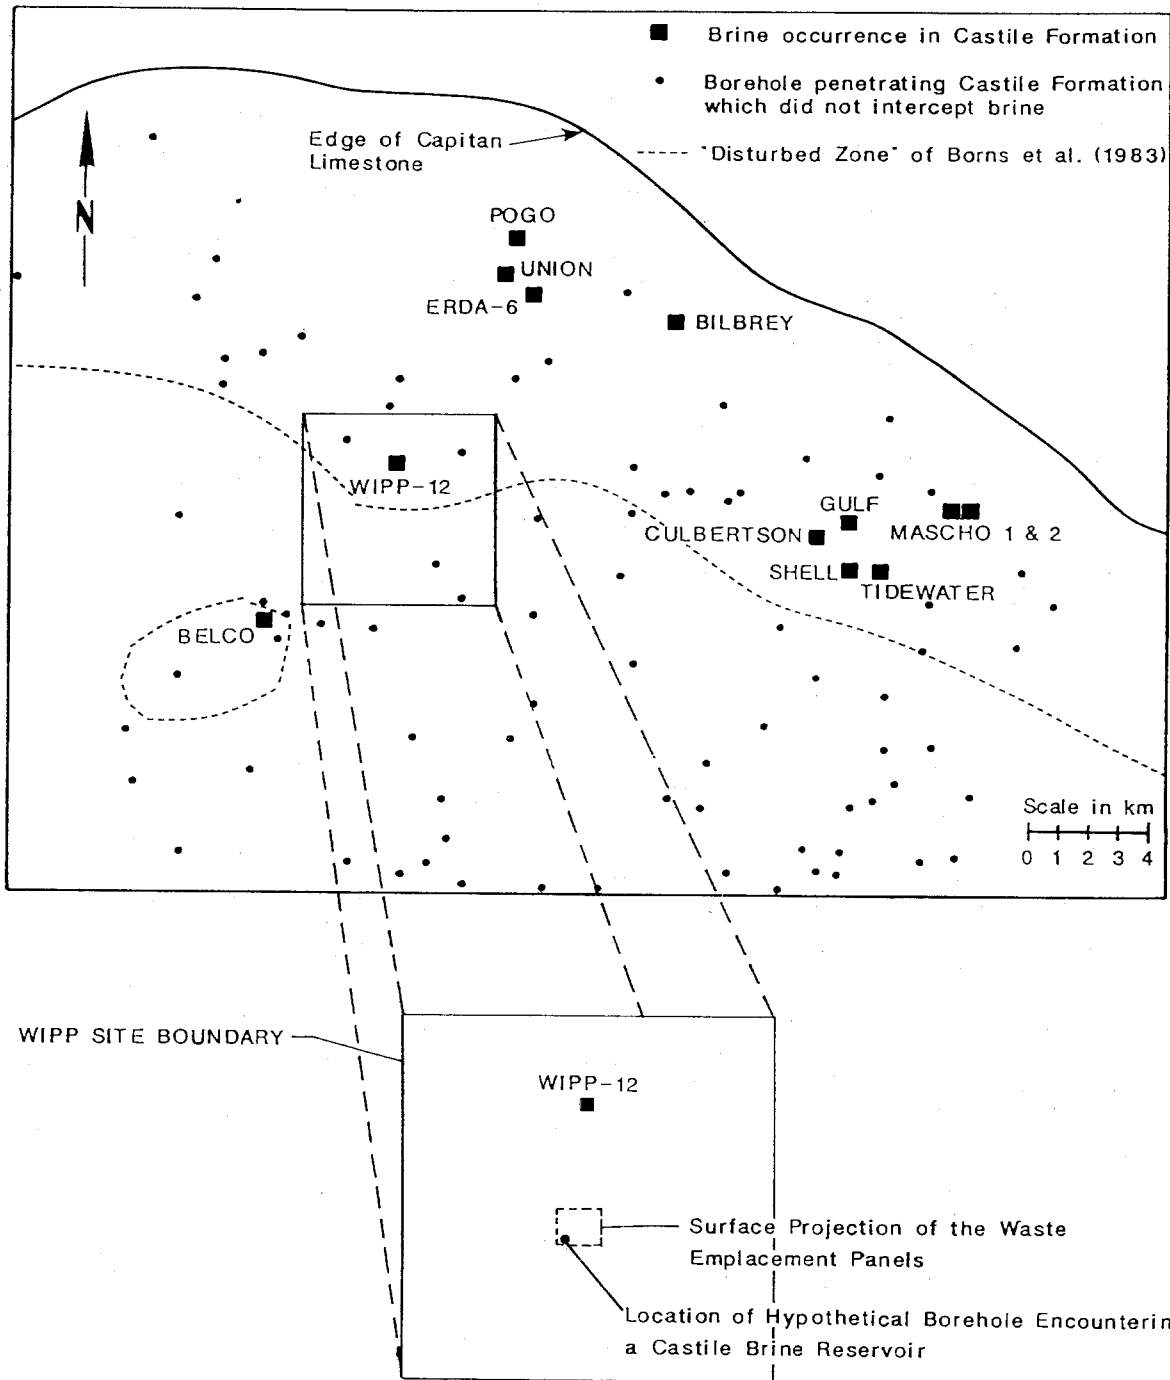 Brine occurrence in Castile Formation
Borehole penetrating Castile Formation
which did not intercept brine
"Disturbed Zone" of Borns et al. (1983)
Edge of Capitan
Limestone
N
POGO
UNION
ERDA-6
BILBREY
WIPP-12
GULF
CULBERTSON
MASCHO 1 & 2
SHELL
TIDEWATER
BELCO
Scale in km
0 1 2 3 4
WIPP SITE BOUNDARY
WIPP-12
Surface Projection of the Waste
Emplacement Panels
Location of Hypothetical Borehole Encounterin
a Castile Brine Reservoir